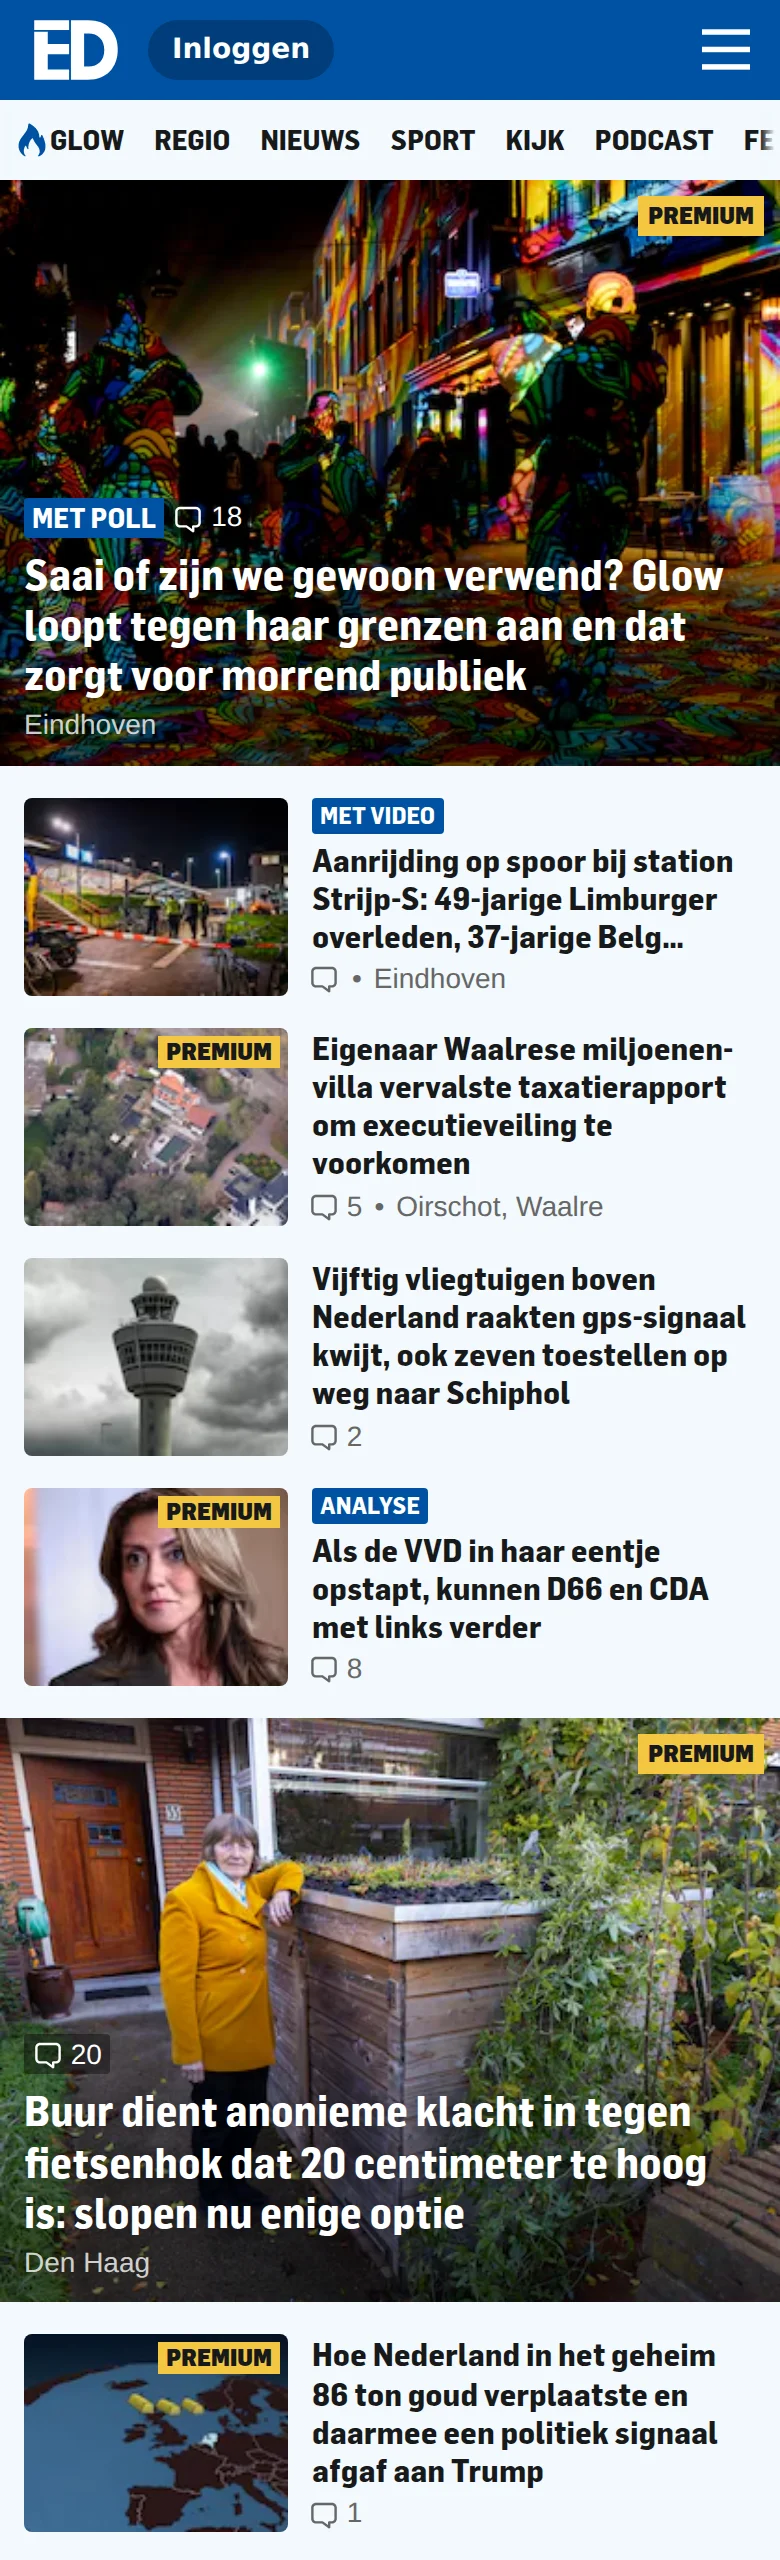 ED
Inloggen
GLOW REGIO NIEUWS SPORT KIJK PODCAST FE
PREMIUM
MET POLL 18
Saai of zijn we gewoon verwend? Glow
loopt tegen haar grenzen aan en dat
zorgt voor morrend publiek
Eindhoven
MET VIDEO
Aanrijding op spoor bij station
Strijp-S: 49-jarige Limburger
overleden, 37-jarige Belg...
• Eindhoven
PREMIUM
Eigenaar Waalrese miljoenen-
villa vervalste taxatierapport
om executieveiling te
voorkomen
5 • Oirschot, Waalre
Vijftig vliegtuigen boven
Nederland raakten gps-signaal
kwijt, ook zeven toestellen op
weg naar Schiphol
2
PREMIUM
ANALYSE
Als de VVD in haar eentje
opstapt, kunnen D66 en CDA
met links verder
8
PREMIUM
20
Buur dient anonieme klacht in tegen
fietsenhok dat 20 centimeter te hoog
is: slopen nu enige optie
Den Haag
PREMIUM
Hoe Nederland in het geheim
86 ton goud verplaatste en
daarmee een politiek signaal
afgaf aan Trump
1